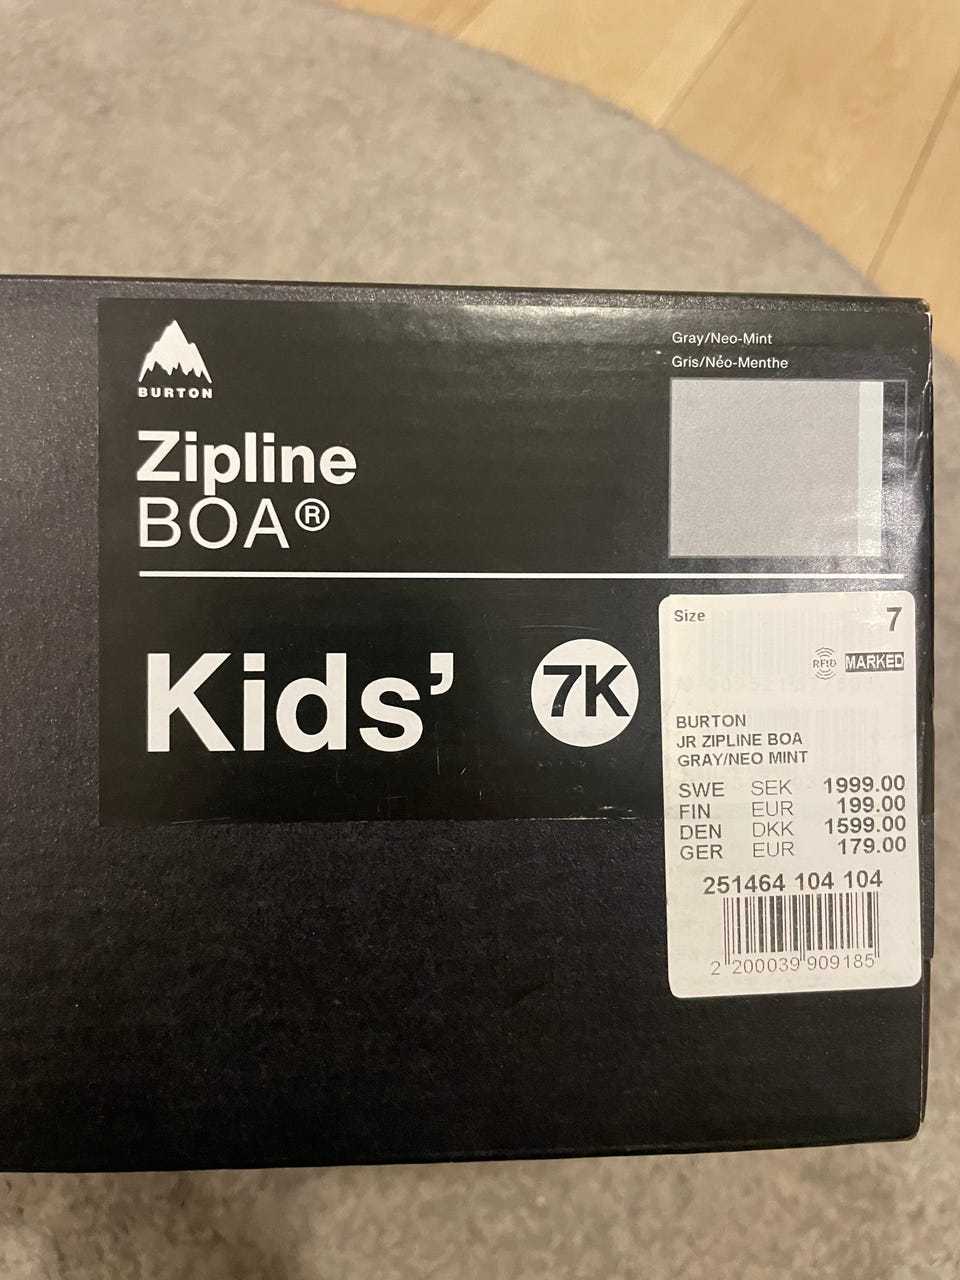 BURTON
Zipline
BOA®
Gray/Neo-Mint
Gris/Néo-Menthe
Kids’
7K
Size 7
RFID MARKED
BURTON
JR ZIPLINE BOA
GRAY/NEO MINT
SWE SEK 1999.00
FIN EUR 199.00
DEN DKK 1599.00
GER EUR 179.00
251464 104 104
2 200039 909185